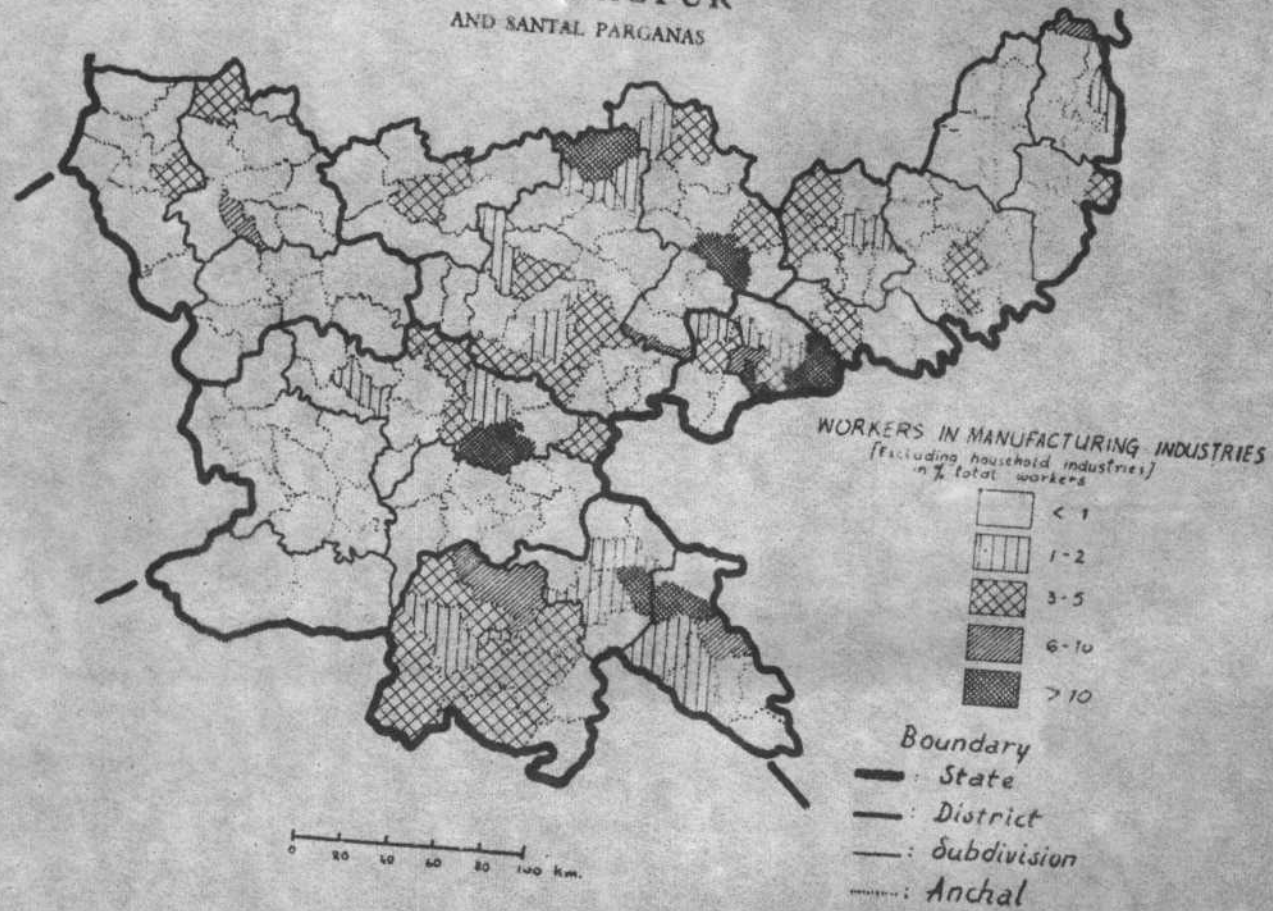 AND SANTAL PARGANAS
WORKERS IN MANUFACTURING INDUSTRIES
[Excluding household industries]
in % total workers
< 1
1-2
3-5
6-10
> 10
Boundary
: State
: District
: Subdivision
: Anchal
0 20 40 60 80 100 km.